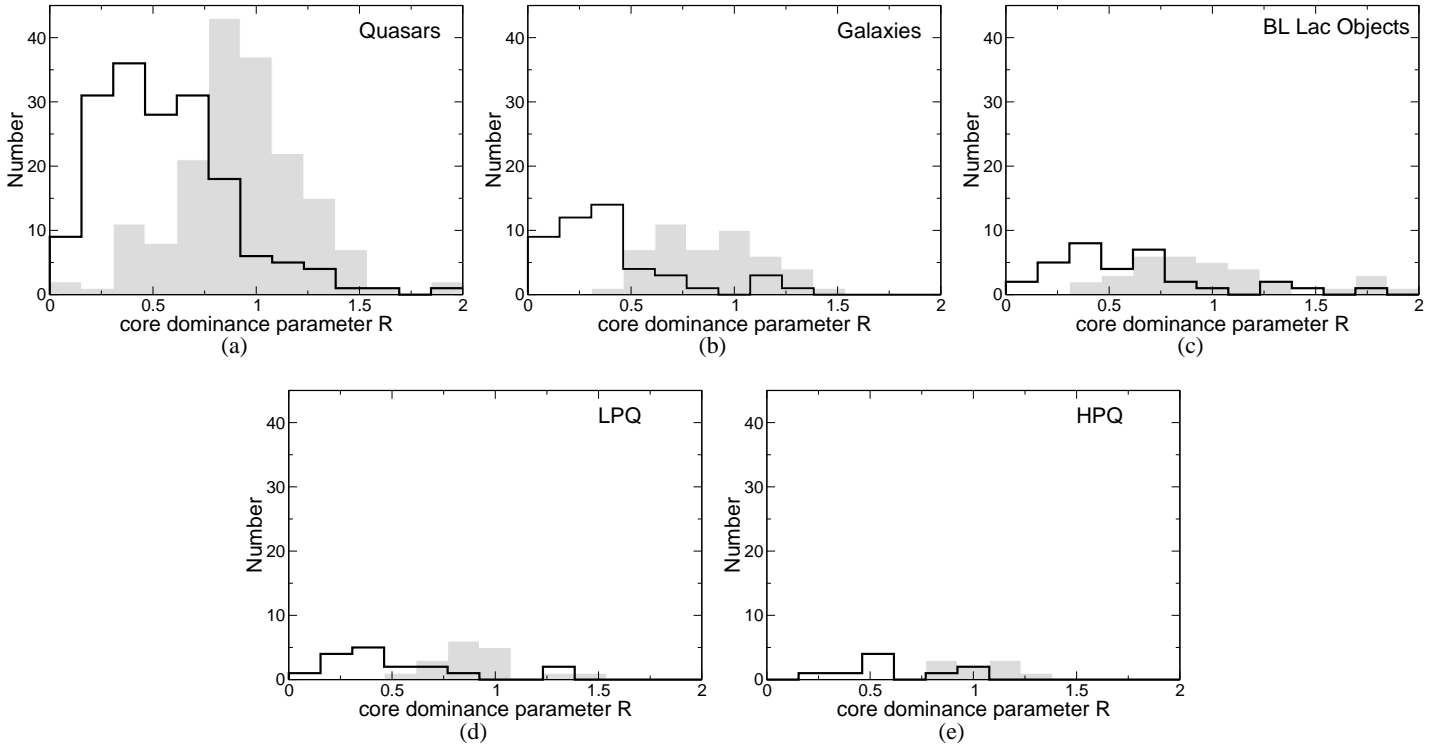 Quasars
Number
40
30
20
10
0
0 0.5 1 1.5 2
core dominance parameter R
(a)
Galaxies
Number
40
30
20
10
0
0 0.5 1 1.5 2
core dominance parameter R
(b)
BL Lac Objects
Number
40
30
20
10
0
0 0.5 1 1.5 2
core dominance parameter R
(c)
LPQ
Number
40
30
20
10
0
0 0.5 1 1.5 2
core dominance parameter R
(d)
HPQ
Number
40
30
20
10
0
0 0.5 1 1.5 2
core dominance parameter R
(e)